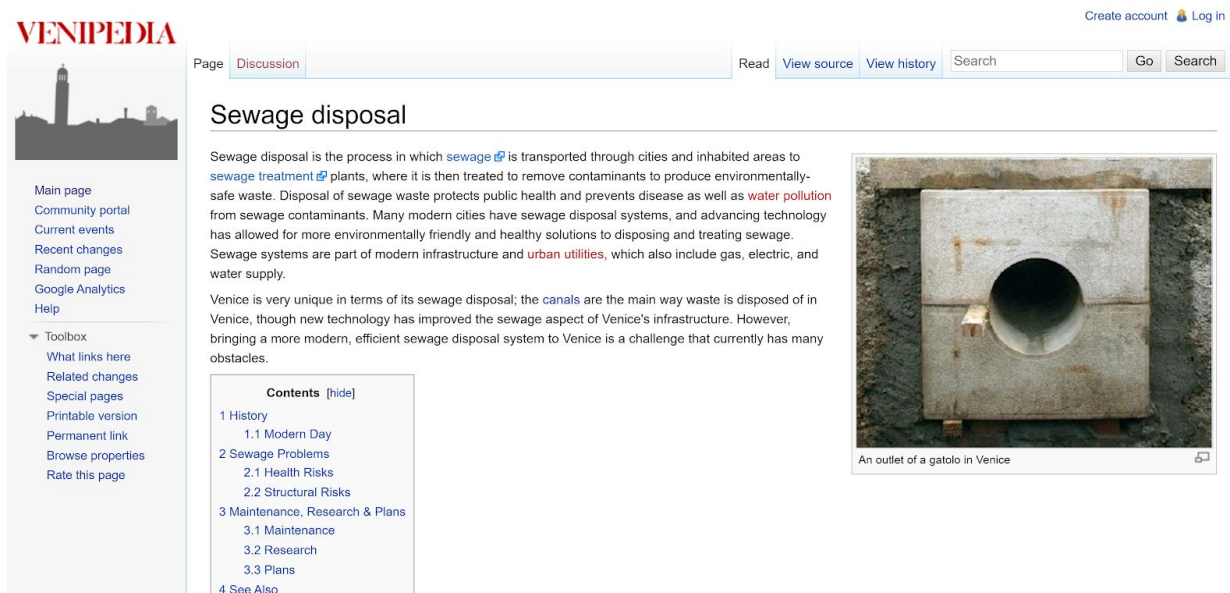 Create account Log in
VENIPEDIA
Page Discussion Read View source View history Search Go Search
Sewage disposal
Sewage disposal is the process in which sewage is transported through cities and inhabited areas to
sewage treatment plants, where it is then treated to remove contaminants to produce environmentally-
safe waste. Disposal of sewage waste protects public health and prevents disease as well as water pollution
from sewage contaminants. Many modern cities have sewage disposal systems, and advancing technology
has allowed for more environmentally friendly and healthy solutions to disposing and treating sewage.
Sewage systems are part of modern infrastructure and urban utilities, which also include gas, electric, and
water supply.
Venice is very unique in terms of its sewage disposal; the canals are the main way waste is disposed of in
Venice, though new technology has improved the sewage aspect of Venice's infrastructure. However,
bringing a more modern, efficient sewage disposal system to Venice is a challenge that currently has many
obstacles.
An outlet of a gatolo in Venice
Contents [hide]
1 History
1.1 Modern Day
2 Sewage Problems
2.1 Health Risks
2.2 Structural Risks
3 Maintenance, Research & Plans
3.1 Maintenance
3.2 Research
3.3 Plans
4 See Also
Main page
Community portal
Current events
Recent changes
Random page
Google Analytics
Help
Toolbox
What links here
Related changes
Special pages
Printable version
Permanent link
Browse properties
Rate this page